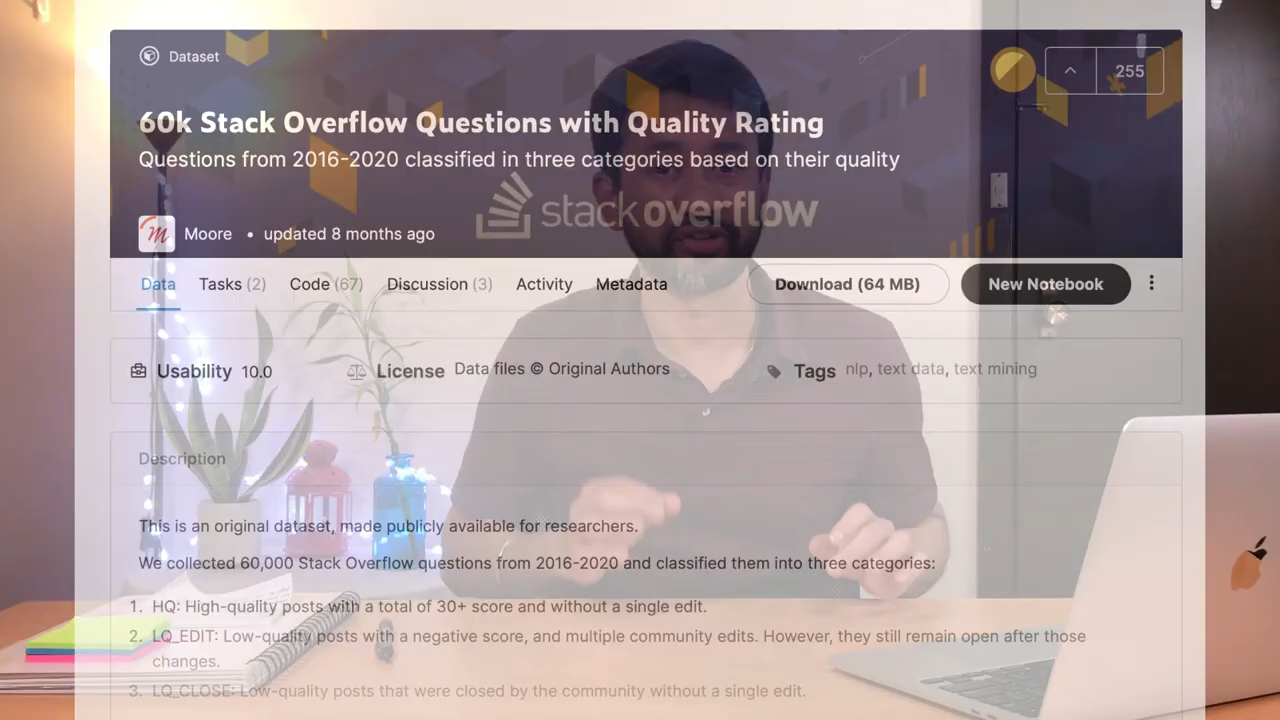 Dataset
255
60k Stack Overflow Questions with Quality Rating
Questions from 2016-2020 classified in three categories based on their quality
stackoverflow
m Moore • updated 8 months ago
Data Tasks (2) Code (67) Discussion (3) Activity Metadata Download (64 MB) New Notebook
Usability 10.0 License Data files © Original Authors Tags nlp, text data, text mining
Description
This is an original dataset, made publicly available for researchers.
We collected 60,000 Stack Overflow questions from 2016-2020 and classified them into three categories:
1. HQ: High-quality posts with a total of 30+ score and without a single edit.
2. LQ_EDIT: Low-quality posts with a negative score, and multiple community edits. However, they still remain open after those
changes.
3. LQ_CLOSE: Low-quality posts that were closed by the community without a single edit.